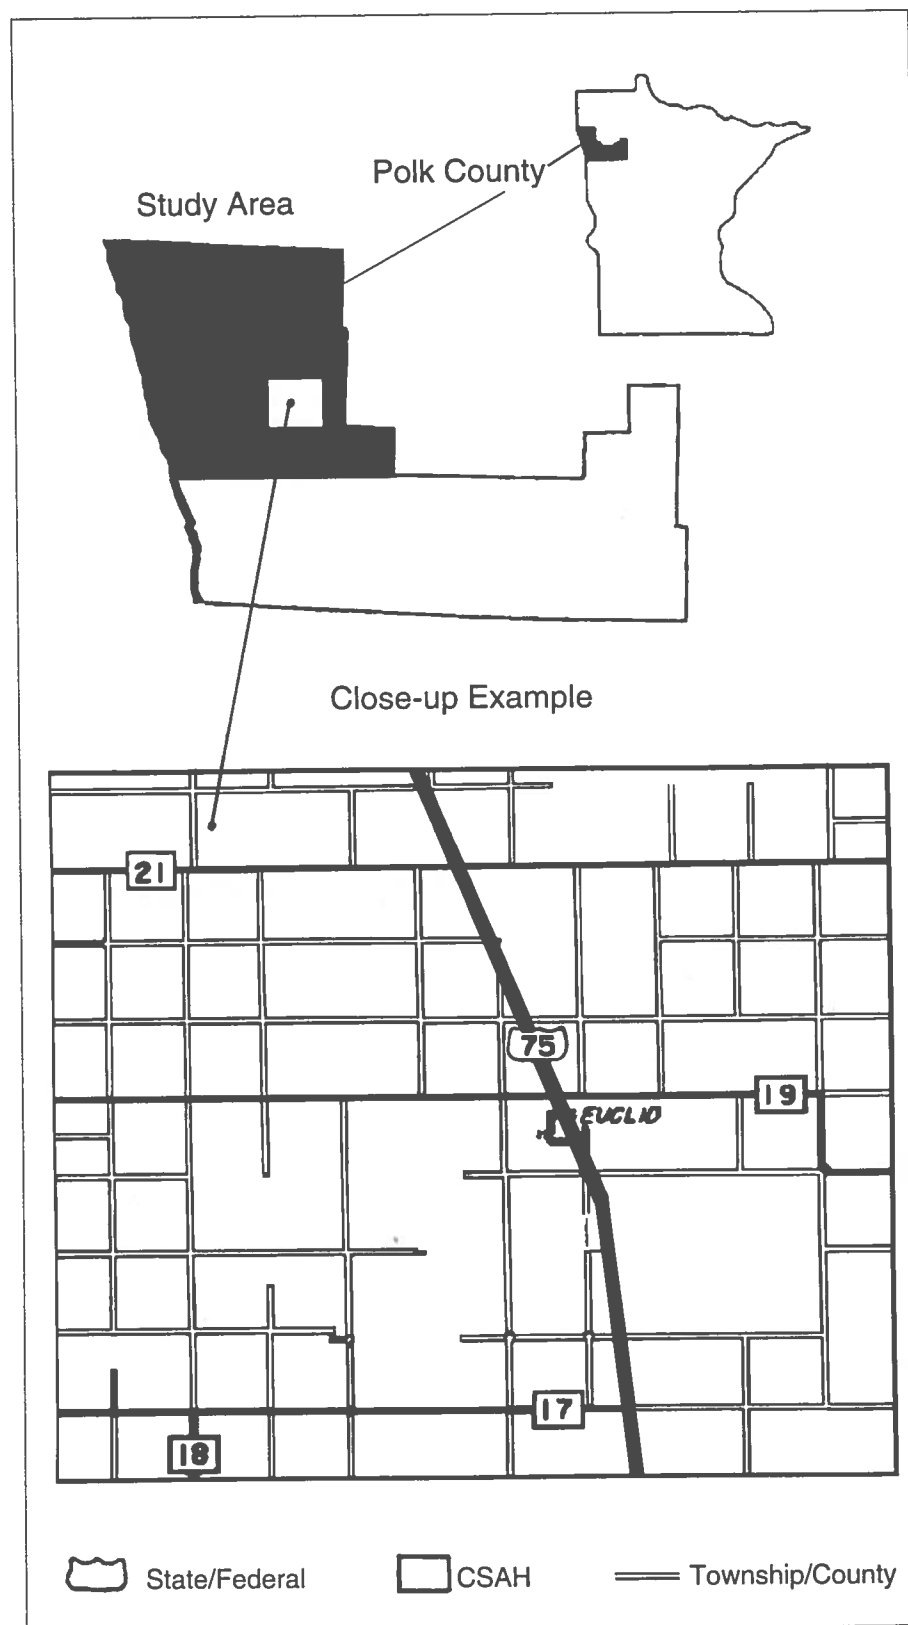 Polk County
Study Area
Close-up Example
21
75
19
EUCLID
17
18
State/Federal
CSAH
Township/County